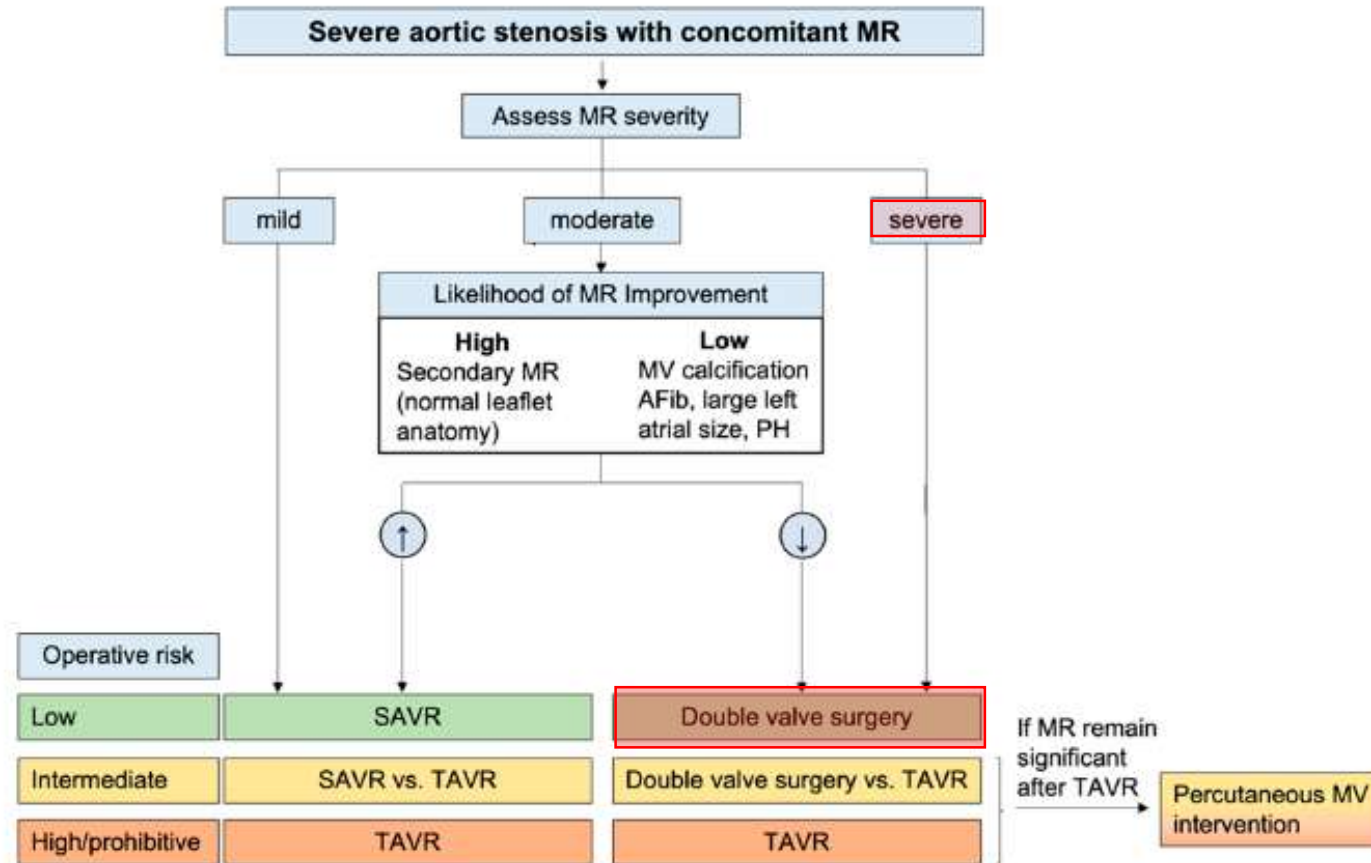 Severe aortic stenosis with concomitant MR
Assess MR severity
mild
moderate
severe
Likelihood of MR Improvement
High
Secondary MR
(normal leaflet
anatomy)
Low
MV calcification
AFib, large left
atrial size, PH
↑
↓
Operative risk
Low
SAVR
Double valve surgery
Intermediate
SAVR vs. TAVR
Double valve surgery vs. TAVR
High/prohibitive
TAVR
TAVR
If MR remain
significant
after TAVR
Percutaneous MV
intervention